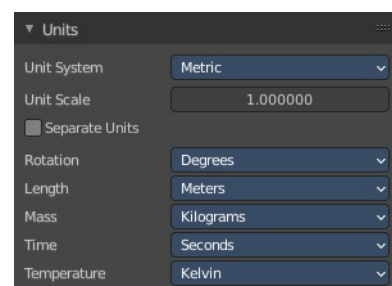 Units
Unit System Metric
Unit Scale 1.000000
Separate Units
Rotation Degrees
Length Meters
Mass Kilograms
Time Seconds
Temperature Kelvin